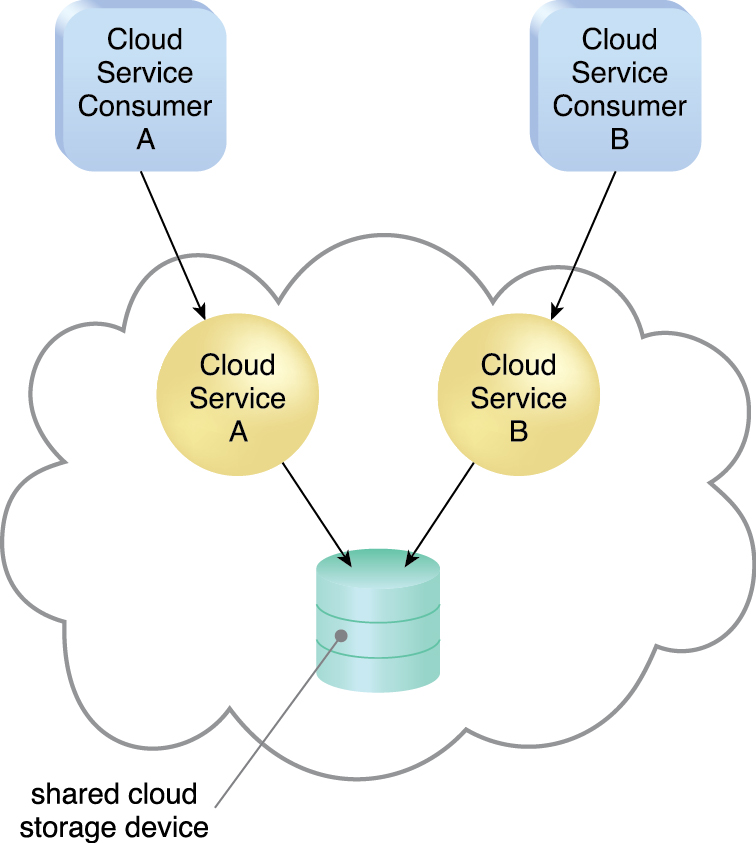 Cloud
Service
Consumer
A
Cloud
Service
Consumer
B
Cloud
Service
A
Cloud
Service
B
shared cloud
storage device